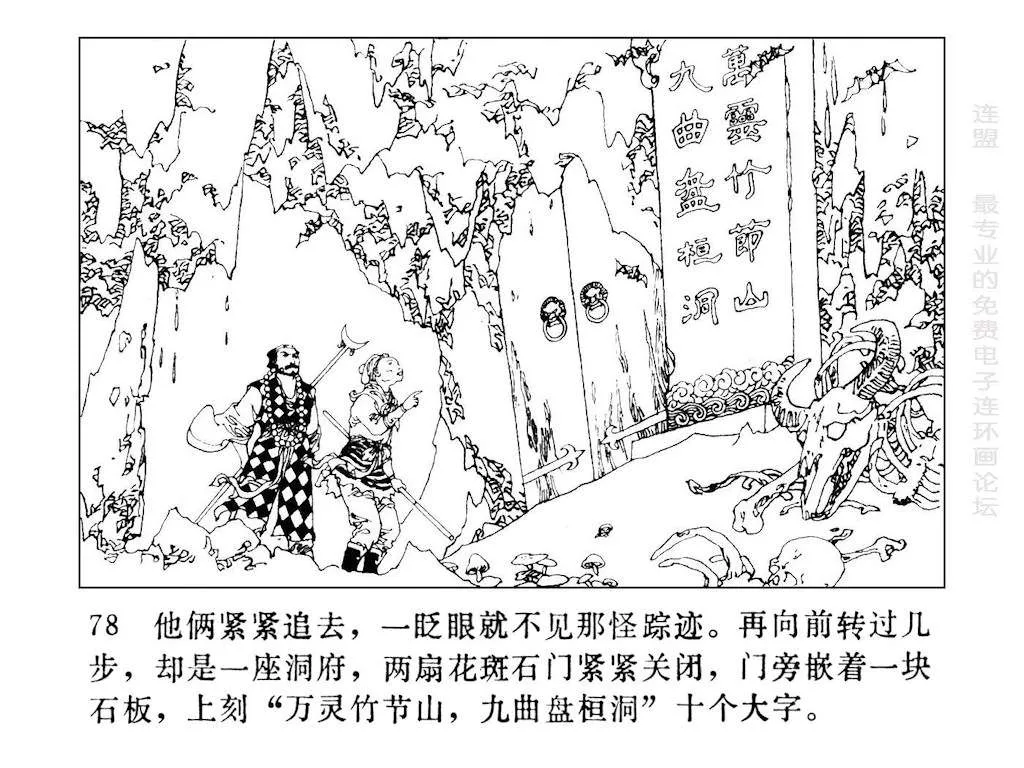 萬靈竹節山
九曲盘桓洞
78 他俩紧紧追去，一眨眼就不见那怪踪迹。再向前转过几
步，却是一座洞府，两扇花斑石门紧紧关闭，门旁嵌着一块
石板，上刻“万灵竹节山，九曲盘桓洞”十个大字。
连盟 最专业的免费电子连环画论坛